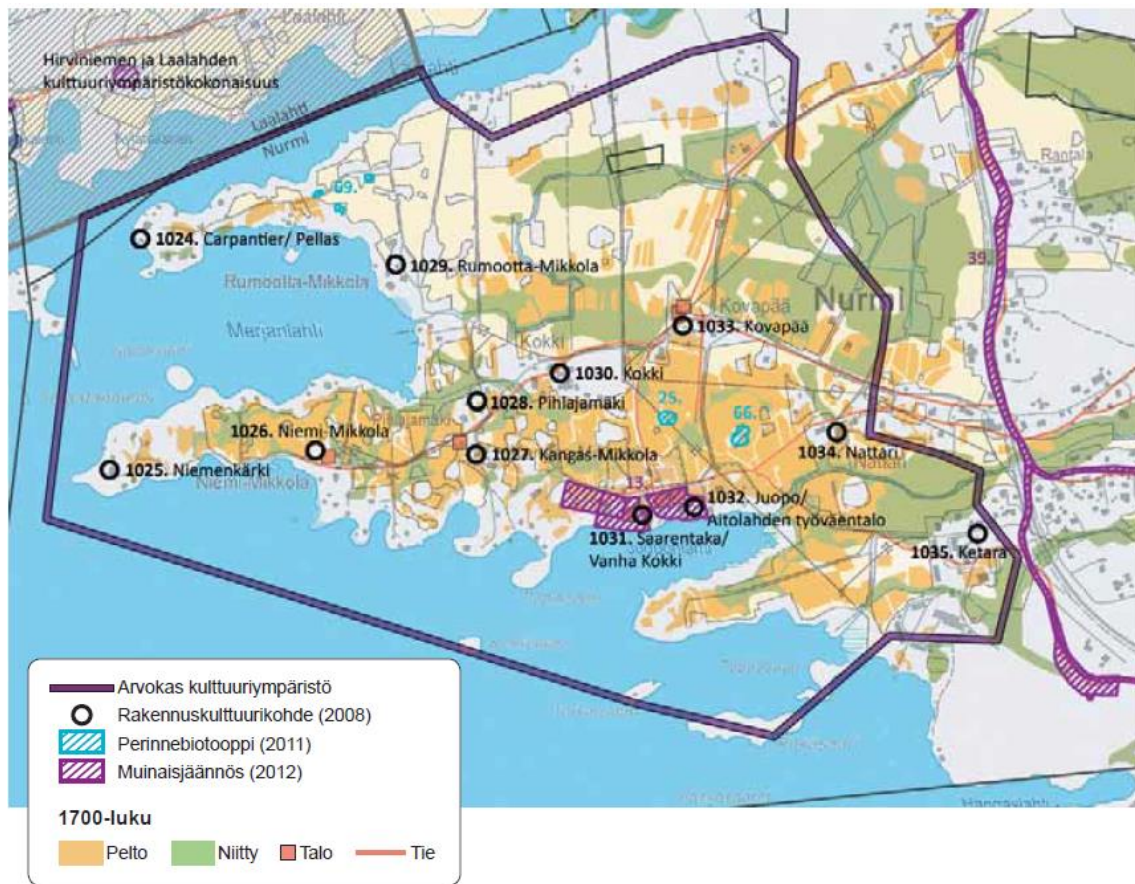 Hirviniemen ja Laalahden
kulttuuriympäristökokonaisuus
Laalahti
Nurmi
69.
1024. Carpantier/ Pellas
1029. Rumootta-Mikkola
Rumootta-Mikkola
Merjanlahti
Rantala
39.
Nurmi
Kovapää
1033. Kovapää
Kokki
1030. Kokki
1028. Pihlajamäki
Pihlajamäki
25.
66.
1026. Niemi-Mikkola
1027. Kangas-Mikkola
1034. Nattari
Nattari
1025. Niemenkärki
Niemi-Mikkola
13.
1032. Juopo/
Aitolahden työväentalo
1031. Saarentaka/
Vanha Kokki
1035. Ketara
Hangaslahti
Arvokas kulttuuriympäristö
Rakennuskulttuurikohde (2008)
Perinnebiotooppi (2011)
Muinaisjäännös (2012)
1700-luku
Pelto
Niitty
Talo
Tie